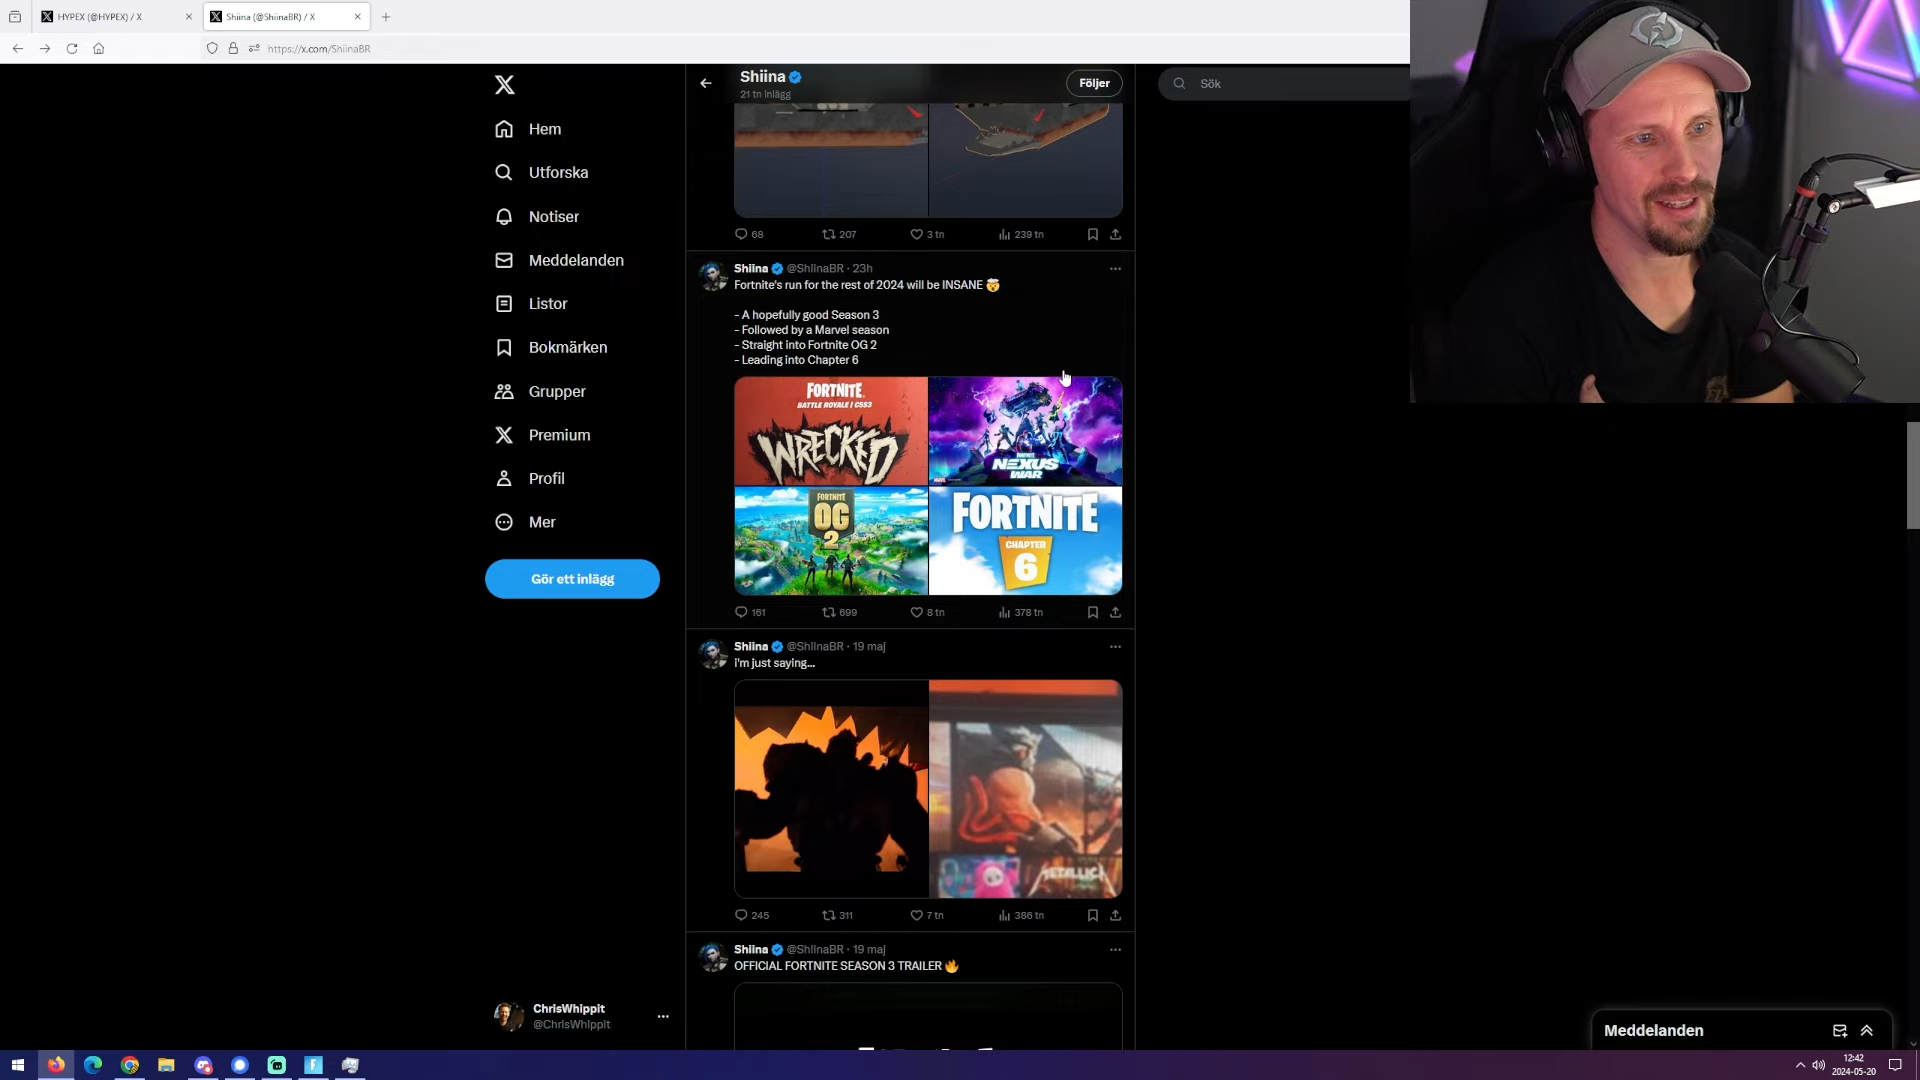 HYPEX (@HYPEX) / X
Shiina (@ShiinaBR) / X
https://x.com/ShiinaBR
Shiina
21 tn inlägg
Följer
Sök
Hem
Utforska
Notiser
Meddelanden
Listor
Bokmärken
Grupper
Premium
Profil
Mer
Gör ett inlägg
68 207 3 tn 239 tn
Shiina @ShiinaBR · 23h
Fortnite's run for the rest of 2024 will be INSANE 🤯
- A hopefully good Season 3
- Followed by a Marvel season
- Straight into Fortnite OG 2
- Leading into Chapter 6
FORTNITE
BATTLE ROYALE | C5S3
WRECKED
FORTNITE
NEXUS
WAR
FORTNITE
OG
2
FORTNITE
CHAPTER
6
161 699 8 tn 378 tn
Shiina @ShiinaBR · 19 maj
i'm just saying...
METALLICA
245 311 7 tn 386 tn
Shiina @ShiinaBR · 19 maj
OFFICIAL FORTNITE SEASON 3 TRAILER 🔥
ChrisWhippit
@ChrisWhippit
Meddelanden
12:42
2024-05-20